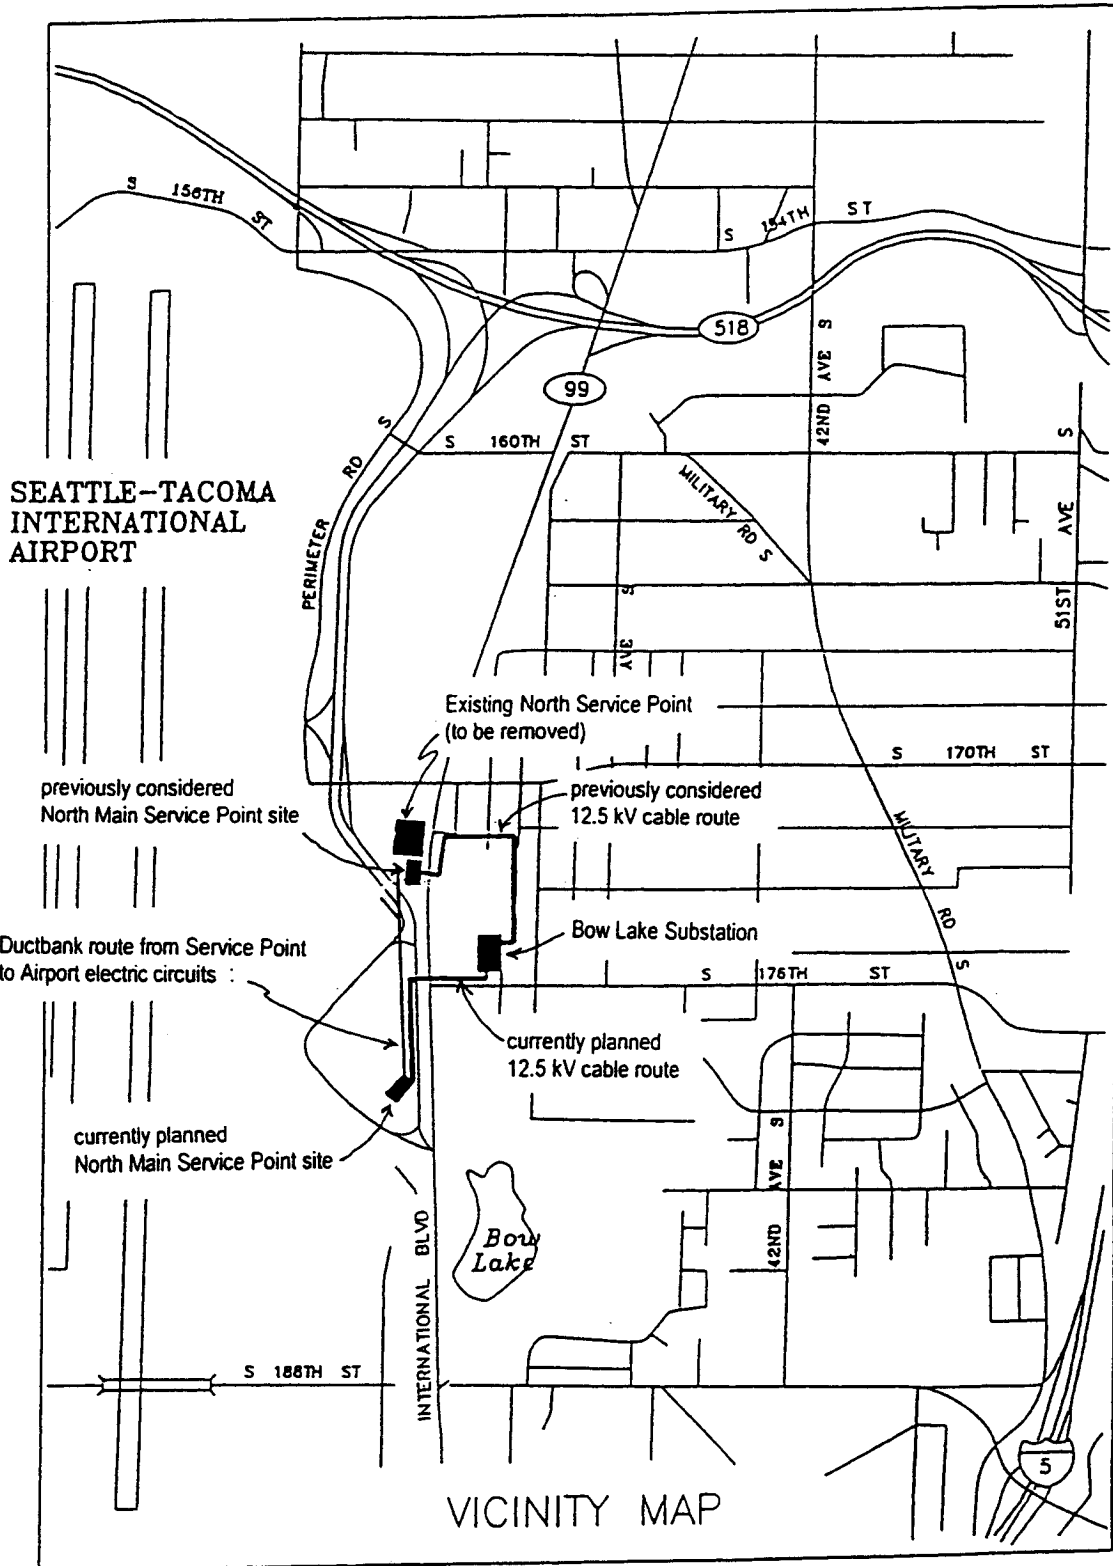 S 156TH ST
S 154TH ST
518
99
42ND AVE S
S 160TH ST
PERIMETER RD S
SEATTLE-TACOMA
INTERNATIONAL
AIRPORT
MILITARY RD S
51ST AVE S
AVE S
Existing North Service Point
(to be removed)
S 170TH ST
previously considered
North Main Service Point site
previously considered
12.5 kV cable route
MILITARY RD S
Ductbank route from Service Point
to Airport electric circuits :
Bow Lake Substation
S 176TH ST
currently planned
12.5 kV cable route
currently planned
North Main Service Point site
42ND AVE S
Bow
Lake
INTERNATIONAL BLVD
S 188TH ST
5
VICINITY MAP